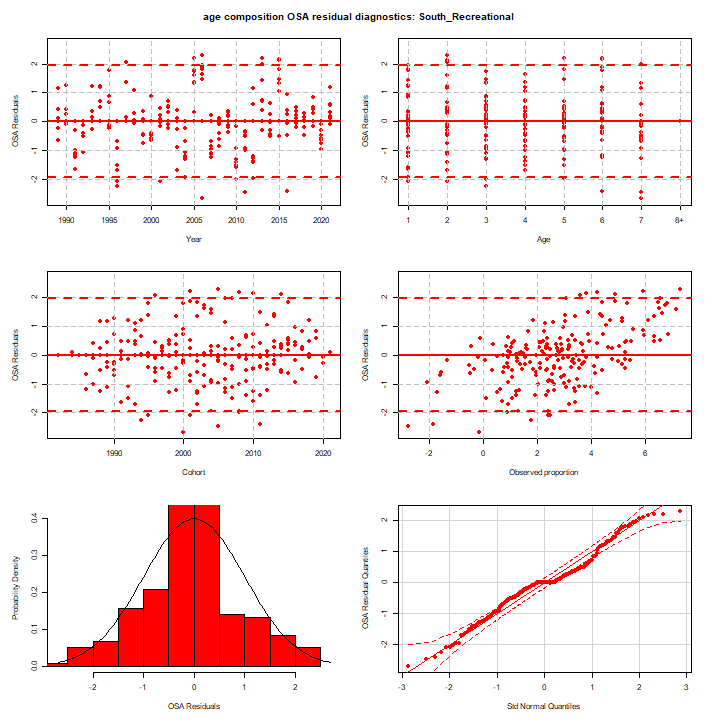 age composition OSA residual diagnostics: South_Recreational
OSA Residuals
2
1
0
-1
-2
1990 1995 2000 2005 2010 2015 2020
Year
OSA Residuals
2
1
0
-1
-2
1 2 3 4 5 6 7 8+
Age
OSA Residuals
2
1
0
-1
-2
1990 2000 2010 2020
Cohort
OSA Residuals
2
1
0
-1
-2
-2 0 2 4 6
Observed proportion
Probability Density
0.4
0.3
0.2
0.1
0.0
-2 -1 0 1 2
OSA Residuals
OSA Residual Quantiles
2
1
0
-1
-2
-3 -2 -1 0 1 2 3
Std Normal Quantiles